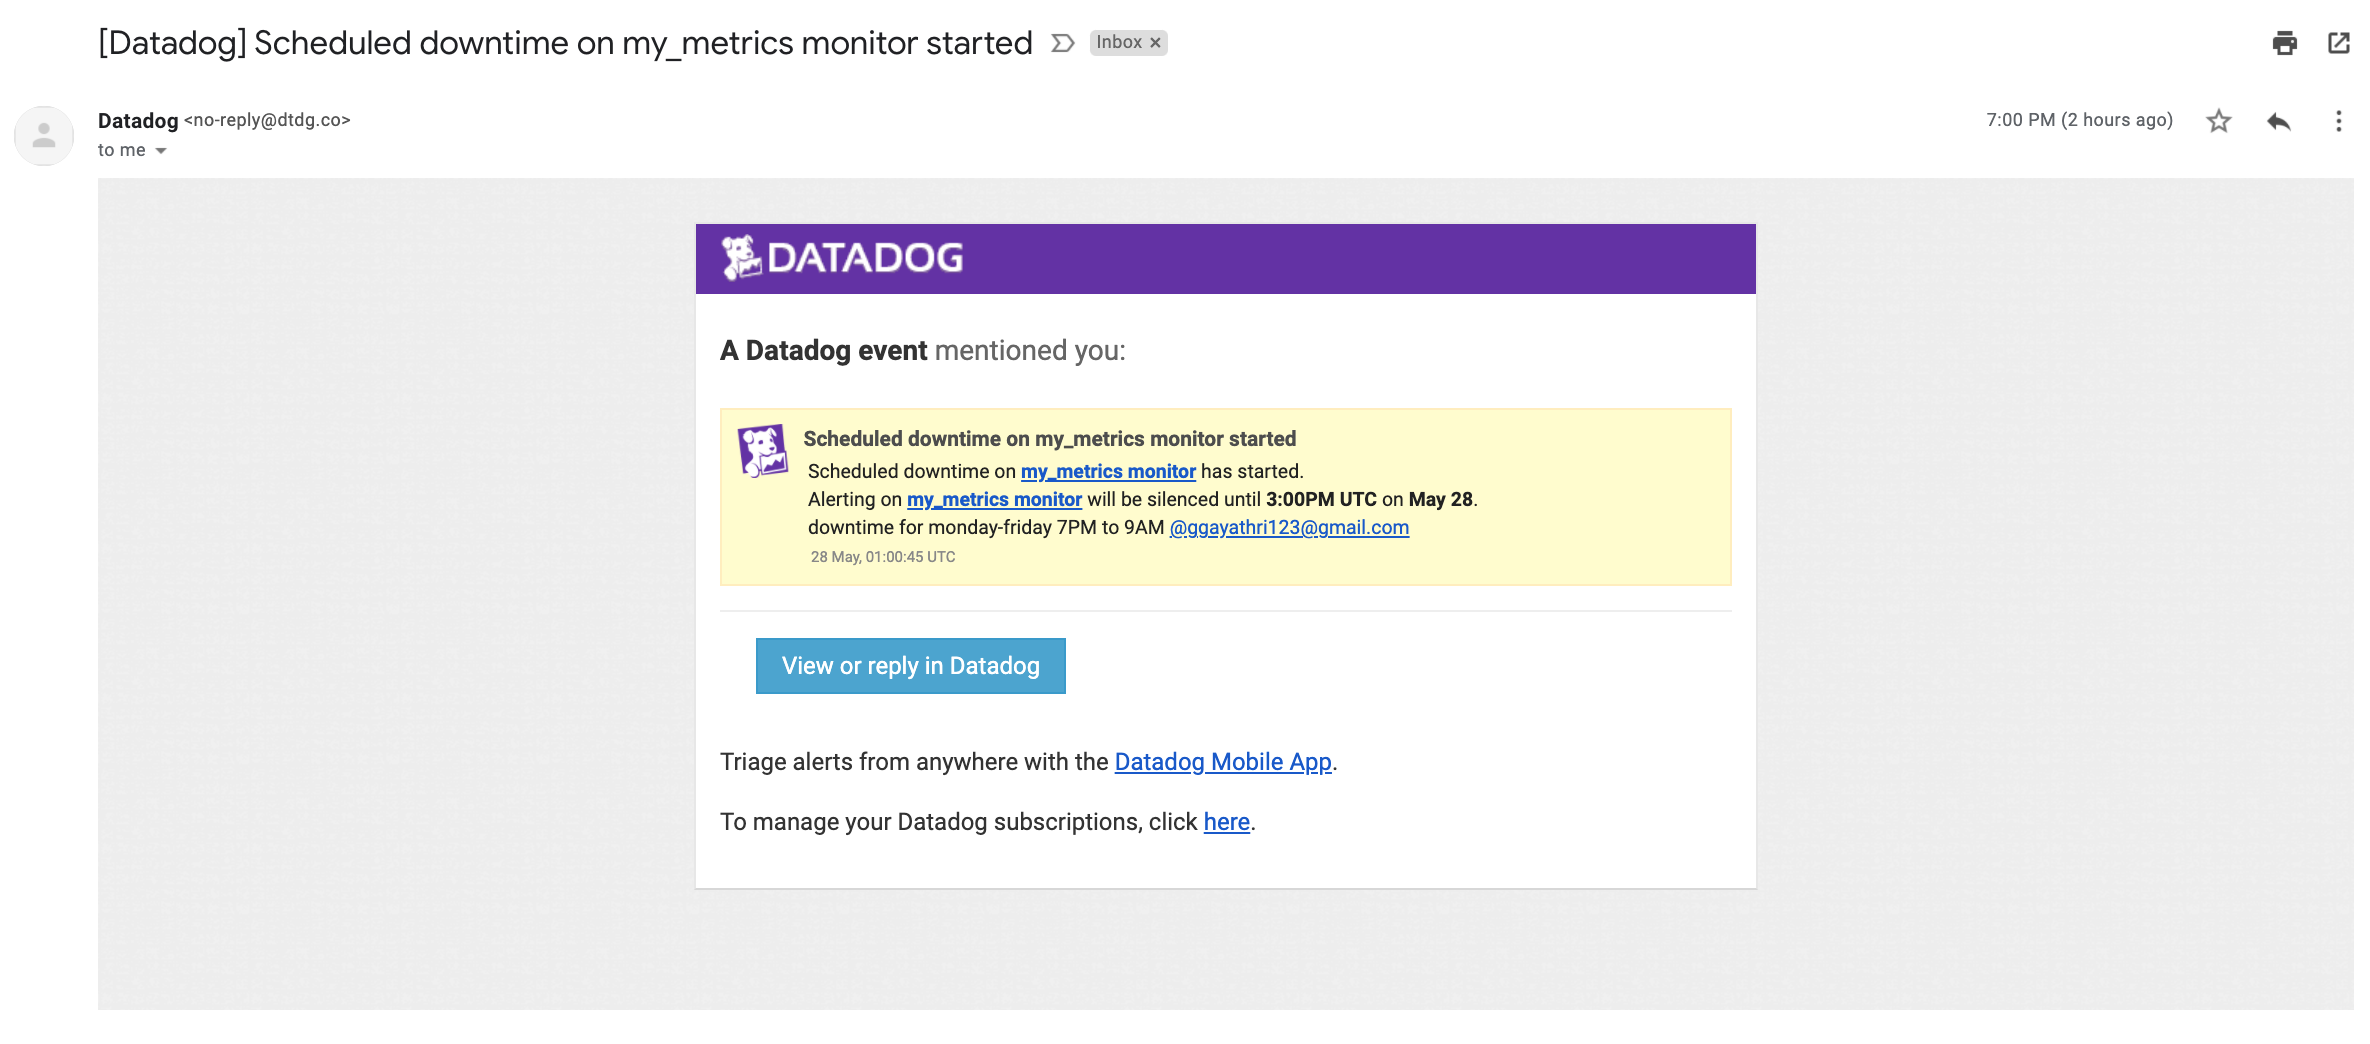 [Datadog] Scheduled downtime on my_metrics monitor started Inbox ×
Datadog <no-reply@dtdg.co> 7:00 PM (2 hours ago)
to me
DATADOG
A Datadog event mentioned you:
Scheduled downtime on my_metrics monitor started
Scheduled downtime on my_metrics monitor has started.
Alerting on my_metrics monitor will be silenced until 3:00PM UTC on May 28.
downtime for monday-friday 7PM to 9AM @ggayathri123@gmail.com
28 May, 01:00:45 UTC
View or reply in Datadog
Triage alerts from anywhere with the Datadog Mobile App.
To manage your Datadog subscriptions, click here.